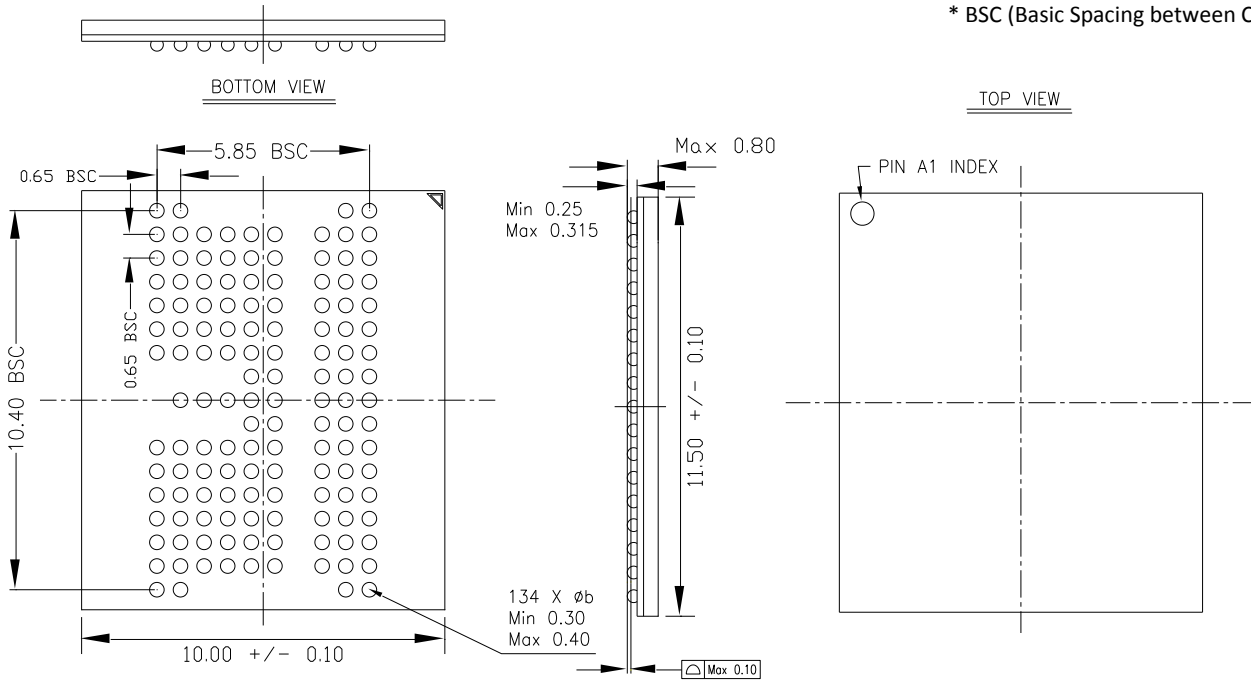 * BSC (Basic Spacing between C
BOTTOM VIEW
TOP VIEW
5.85 BSC
0.65 BSC
Max 0.80
PIN A1 INDEX
Min 0.25
Max 0.315
0.65 BSC
10.40 BSC
11.50 +/- 0.10
134 X øb
Min 0.30
Max 0.40
10.00 +/- 0.10
Max 0.10